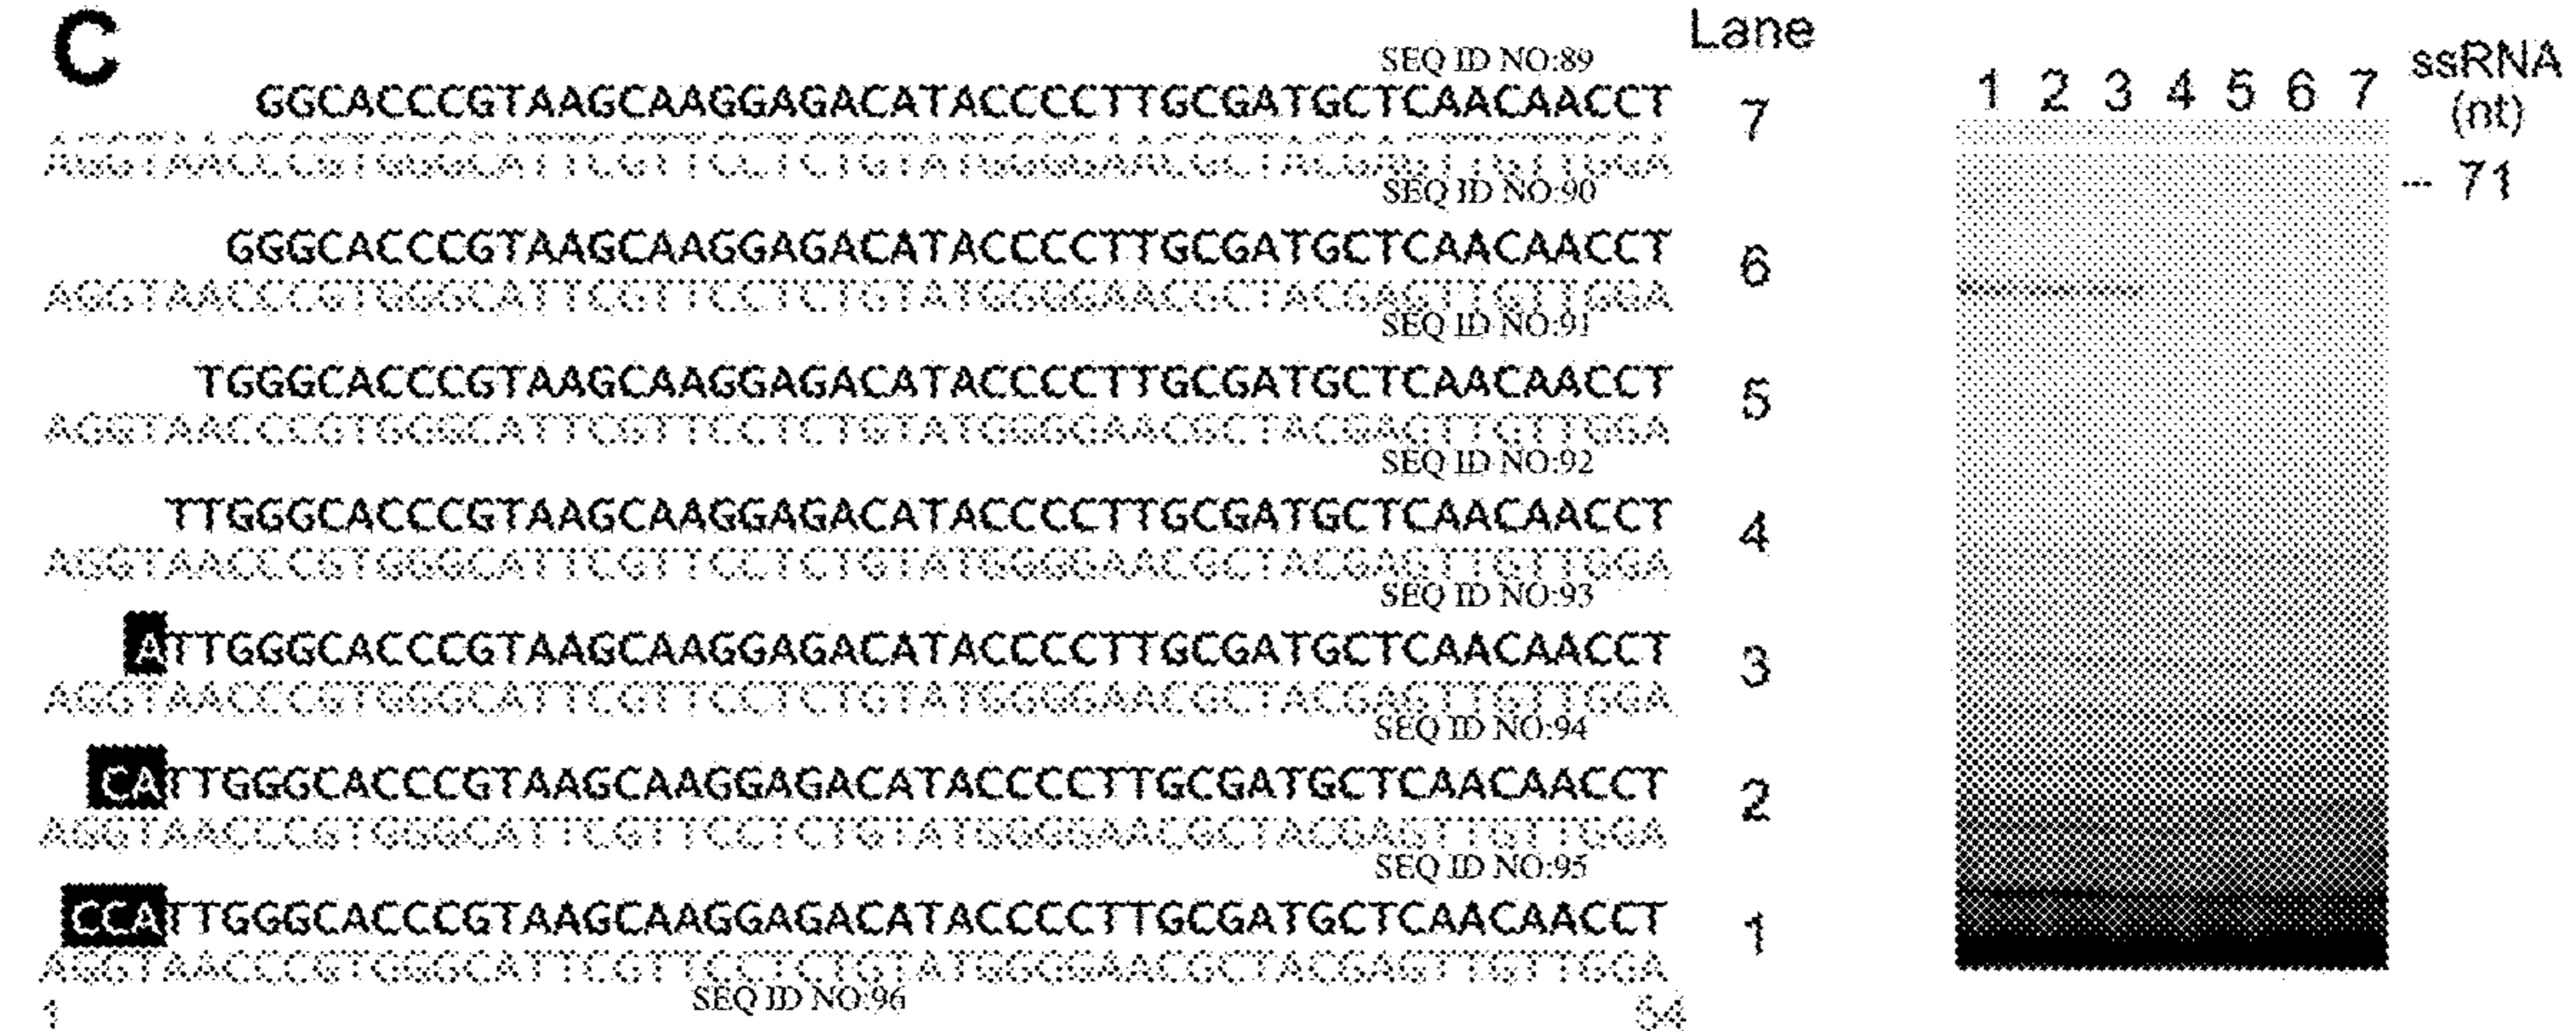 C
Lane
SEQ ID NO:89
GGCACCCGTAAGCAAGGAGACATACCCCTTGCGATGCTCAACAACCT
7
AGGTAACCCGTGGGCATTCGTTCCTCTGTATGGGGAACGCTACGAGTTGTTGGA
SEQ ID NO:90
GGGCACCCGTAAGCAAGGAGACATACCCCTTGCGATGCTCAACAACCT
6
AGGTAACCCGTGGGCATTCGTTCCTCTGTATGGGGAACGCTACGAGTTGTTGGA
SEQ ID NO:91
TGGGCACCCGTAAGCAAGGAGACATACCCCTTGCGATGCTCAACAACCT
5
AGGTAACCCGTGGGCATTCGTTCCTCTGTATGGGGAACGCTACGAGTTGTTGGA
SEQ ID NO:92
TTGGGCACCCGTAAGCAAGGAGACATACCCCTTGCGATGCTCAACAACCT
4
AGGTAACCCGTGGGCATTCGTTCCTCTGTATGGGGAACGCTACGAGTTGTTGGA
SEQ ID NO:93
ATTGGGCACCCGTAAGCAAGGAGACATACCCCTTGCGATGCTCAACAACCT
3
AGGTAACCCGTGGGCATTCGTTCCTCTGTATGGGGAACGCTACGAGTTGTTGGA
SEQ ID NO:94
CATTGGGCACCCGTAAGCAAGGAGACATACCCCTTGCGATGCTCAACAACCT
2
AGGTAACCCGTGGGCATTCGTTCCTCTGTATGGGGAACGCTACGAGTTGTTGGA
SEQ ID NO:95
CCATTGGGCACCCGTAAGCAAGGAGACATACCCCTTGCGATGCTCAACAACCT
1
AGGTAACCCGTGGGCATTCGTTCCTCTGTATGGGGAACGCTACGAGTTGTTGGA
SEQ ID NO:96
1 54
1 2 3 4 5 6 7
ssRNA
(nt)
--- 71